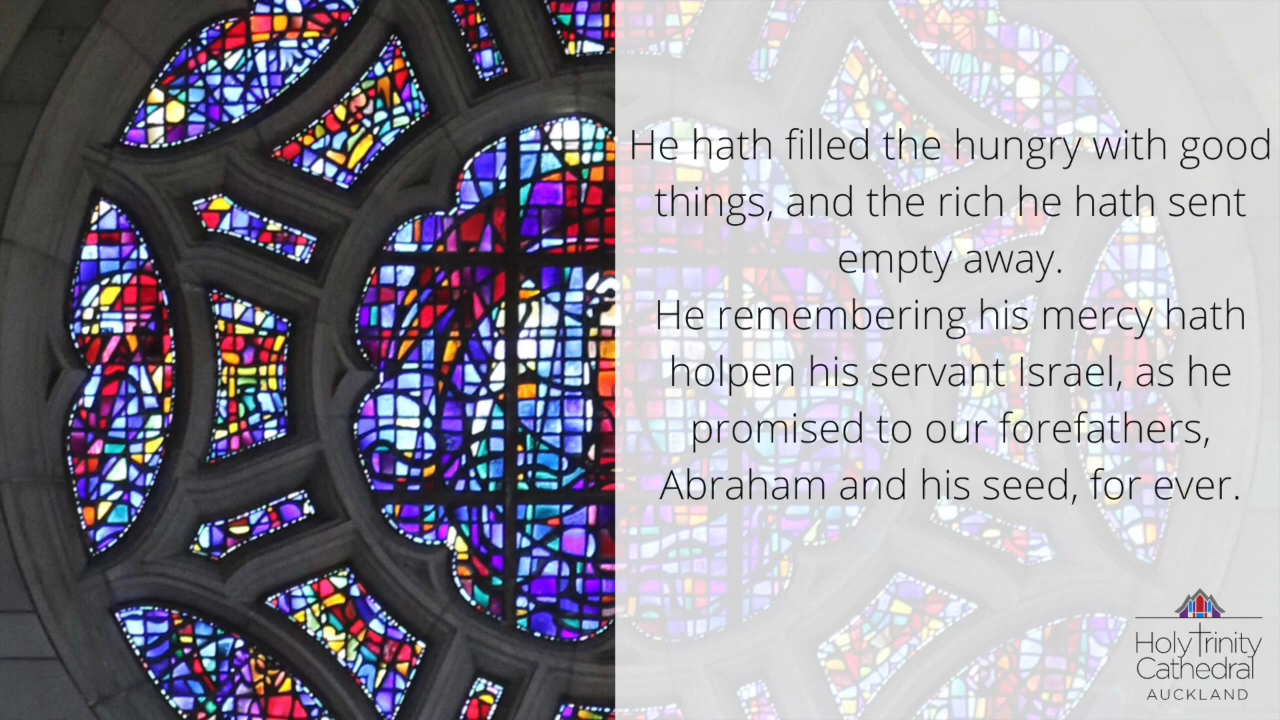 He hath filled the hungry with good
things, and the rich he hath sent
empty away.
He remembering his mercy hath
holpen his servant Israel, as he
promised to our forefathers,
Abraham and his seed, for ever.
Holy Trinity
Cathedral
AUCKLAND